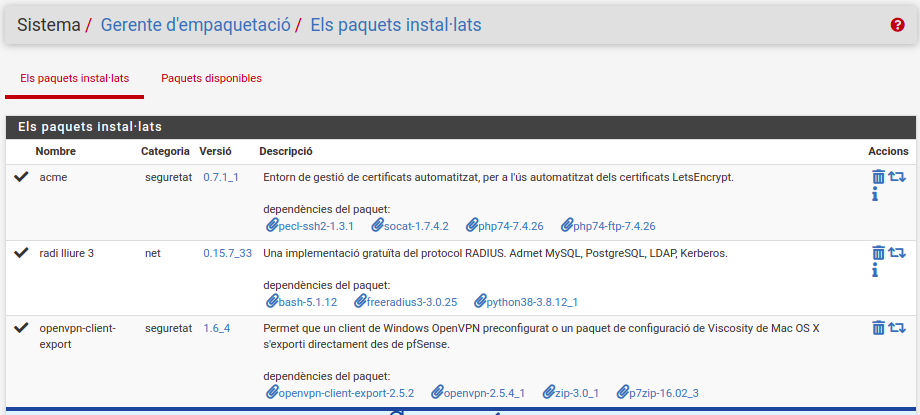 Sistema / Gerente d'empaquetació / Els paquets instal·lats
Els paquets instal·lats Paquets disponibles
Els paquets instal·lats
Nombre Categoria Versió Descripció Accions
acme seguretat 0.7.1_1 Entorn de gestió de certificats automatitzat, per a l'ús automatitzat dels certificats LetsEncrypt.
dependències del paquet:
pecl-ssh2-1.3.1 socat-1.7.4.2 php74-7.4.26 php74-ftp-7.4.26
radi lliure 3 net 0.15.7_33 Una implementació gratuïta del protocol RADIUS. Admet MySQL, PostgreSQL, LDAP, Kerberos.
dependències del paquet:
bash-5.1.12 freeradius3-3.0.25 python38-3.8.12_1
openvpn-client- seguretat 1.6_4 Permet que un client de Windows OpenVPN preconfigurat o un paquet de configuració de Viscosity de Mac OS X
export s'exporti directament des de pfSense.
dependències del paquet:
openvpn-client-export-2.5.2 openvpn-2.5.4_1 zip-3.0_1 p7zip-16.02_3